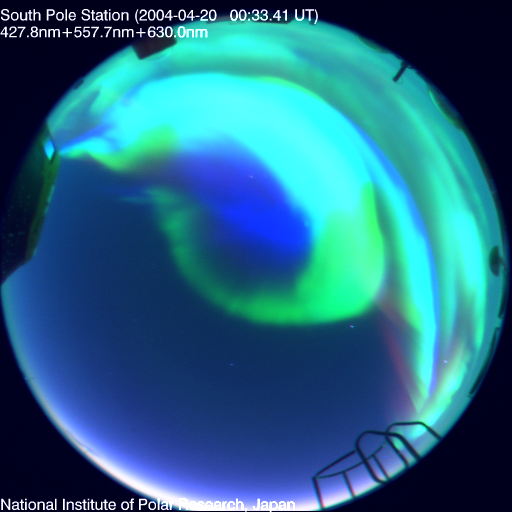 South Pole Station (2004-04-20 00:33.41 UT)
427.8nm+557.7nm+630.0nm
National Institute of Polar Research, Japan